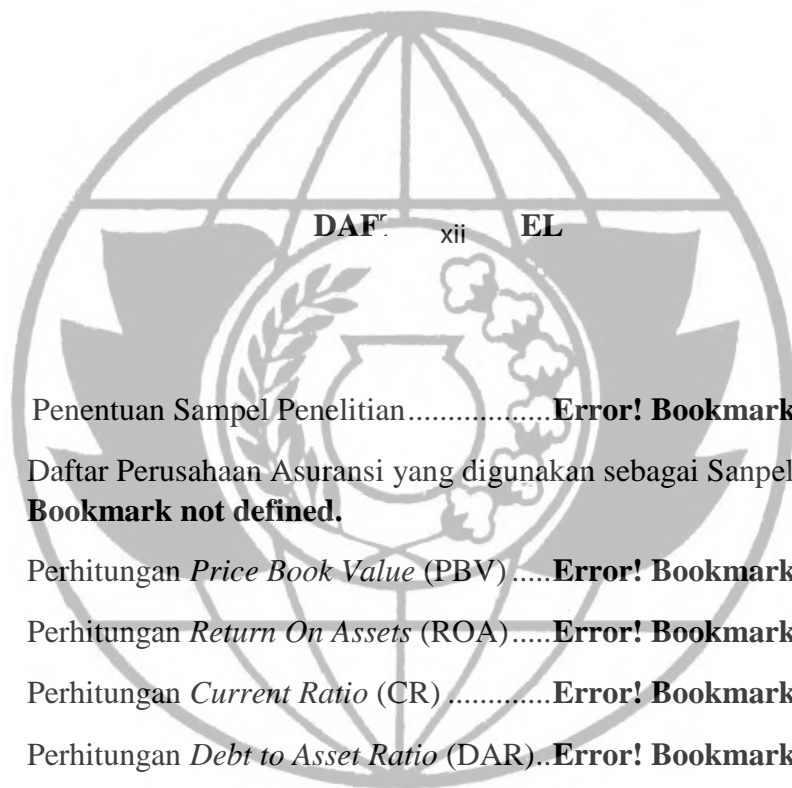 DAFT xii EL
Penentuan Sampel Penelitian..................Error! Bookmark
Daftar Perusahaan Asuransi yang digunakan sebagai Sanpel
Bookmark not defined.
Perhitungan Price Book Value (PBV).....Error! Bookmark
Perhitungan Return On Assets (ROA).....Error! Bookmark
Perhitungan Current Ratio (CR) .............Error! Bookmark
Perhitungan Debt to Asset Ratio (DAR)..Error! Bookmark